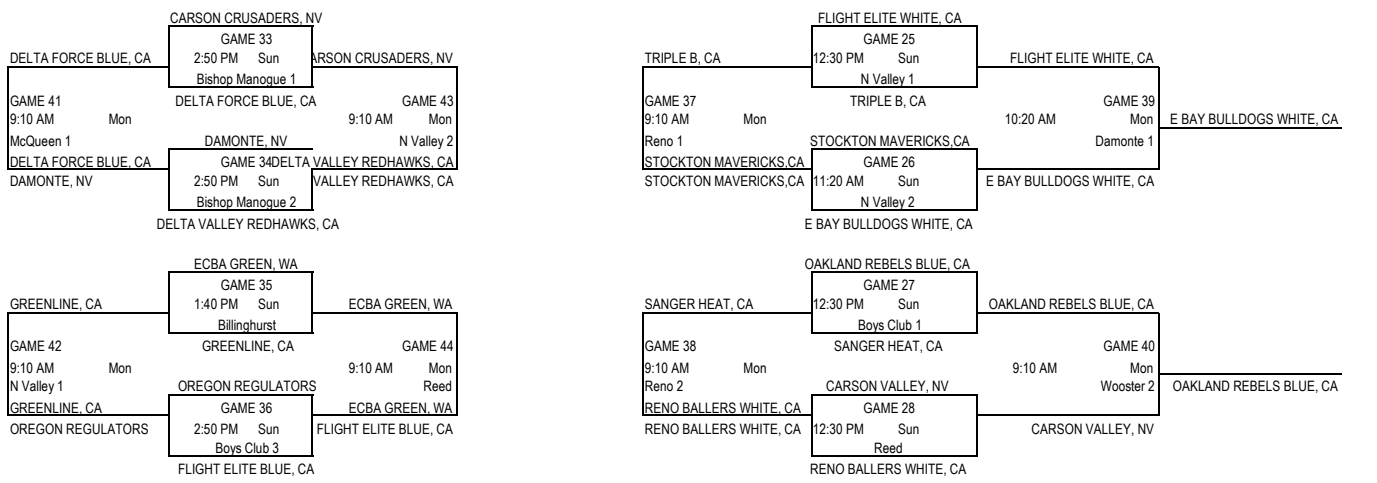 CARSON CRUSADERS, NV
GAME 33
DELTA FORCE BLUE, CA
2:50 PM Sun
ARSON CRUSADERS, NV
Bishop Manogue 1
GAME 41
DELTA FORCE BLUE, CA
GAME 43
9:10 AM Mon
9:10 AM Mon
McQueen 1
DAMONTE, NV
N Valley 2
DELTA FORCE BLUE, CA
GAME 34
DELTA VALLEY REDHAWKS, CA
DAMONTE, NV
2:50 PM Sun
VALLEY REDHAWKS, CA
Bishop Manogue 2
DELTA VALLEY REDHAWKS, CA
ECBA GREEN, WA
GAME 35
GREENLINE, CA
1:40 PM Sun
ECBA GREEN, WA
Billinghurst
GAME 42
GREENLINE, CA
GAME 44
9:10 AM Mon
9:10 AM Mon
N Valley 1
OREGON REGULATORS
Reed
GREENLINE, CA
GAME 36
ECBA GREEN, WA
OREGON REGULATORS
2:50 PM Sun
FLIGHT ELITE BLUE, CA
Boys Club 3
FLIGHT ELITE BLUE, CA
FLIGHT ELITE WHITE, CA
GAME 25
TRIPLE B, CA
12:30 PM Sun
FLIGHT ELITE WHITE, CA
N Valley 1
GAME 37
TRIPLE B, CA
GAME 39
9:10 AM Mon
10:20 AM Mon
E BAY BULLDOGS WHITE, CA
Reno 1
STOCKTON MAVERICKS,CA
Damonte 1
STOCKTON MAVERICKS,CA
GAME 26
STOCKTON MAVERICKS,CA
11:20 AM Sun
E BAY BULLDOGS WHITE, CA
N Valley 2
E BAY BULLDOGS WHITE, CA
OAKLAND REBELS BLUE, CA
GAME 27
SANGER HEAT, CA
12:30 PM Sun
OAKLAND REBELS BLUE, CA
Boys Club 1
GAME 38
SANGER HEAT, CA
GAME 40
9:10 AM Mon
9:10 AM Mon
Reno 2
CARSON VALLEY, NV
Wooster 2
OAKLAND REBELS BLUE, CA
RENO BALLERS WHITE, CA
GAME 28
RENO BALLERS WHITE, CA
12:30 PM Sun
CARSON VALLEY, NV
Reed
RENO BALLERS WHITE, CA